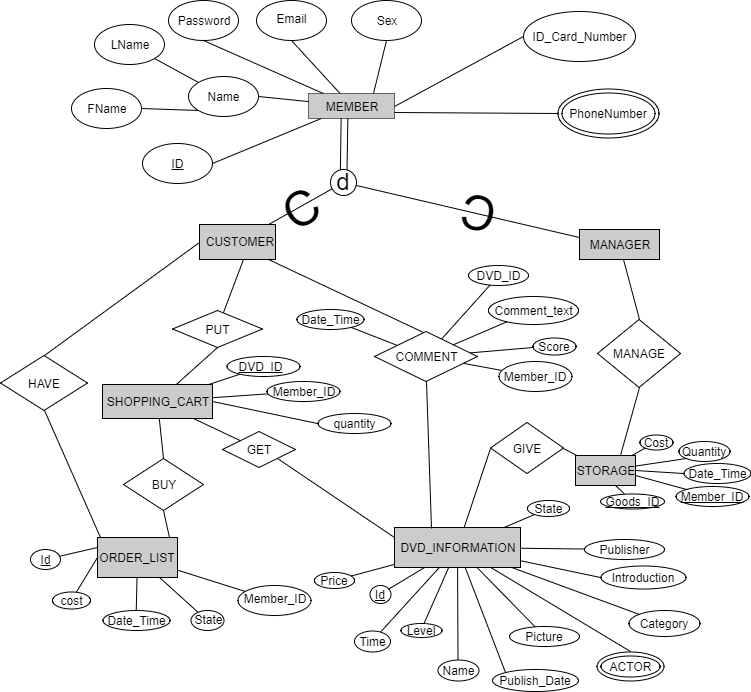 Password
Email
Sex
LName
ID_Card_Number
Name
FName
MEMBER
PhoneNumber
ID
d
CUSTOMER
MANAGER
DVD_ID
Comment_text
Date_Time
PUT
Score
COMMENT
MANAGE
DVD_ID
Member_ID
HAVE
Member_ID
SHOPPING_CART
quantity
Cost
GET
GIVE
Quantity
STORAGE
Date_Time
BUY
Member_ID
Goods_ID
State
DVD_INFORMATION
Publisher
ORDER_LIST
Id
Price
Introduction
Id
cost
Member_ID
Date_Time
State
Category
Level
Time
Picture
ACTOR
Name
Publish_Date